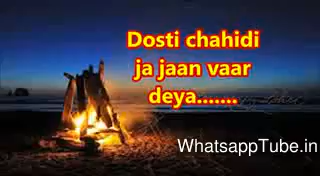 Dosti chahidi
ja jaan vaar
deya.......
WhatsappTube.in